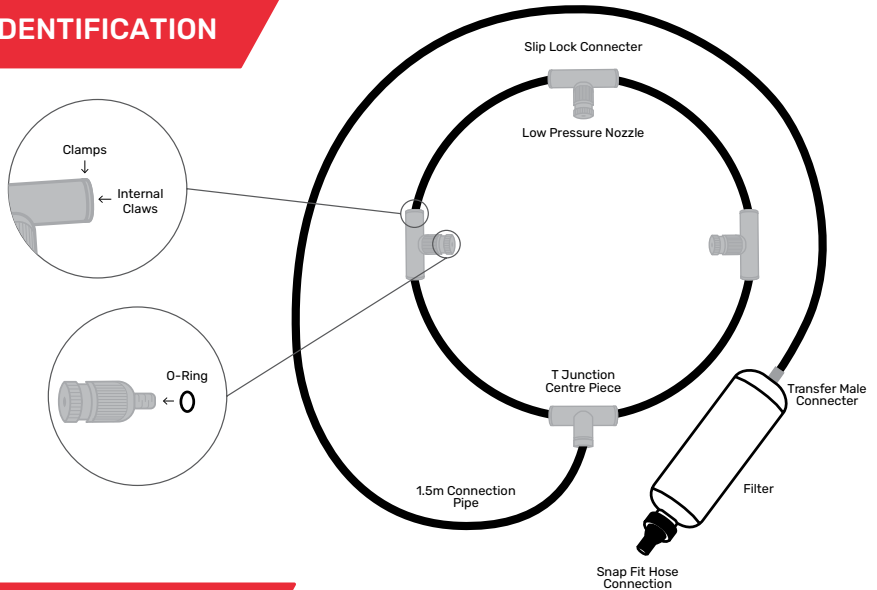 DENTIFICATION
Slip Lock Connecter
Low Pressure Nozzle
Clamps
Internal
Claws
O-Ring
T Junction
Centre Piece
Transfer Male
Connecter
1.5m Connection
Pipe
Filter
Snap Fit Hose
Connection